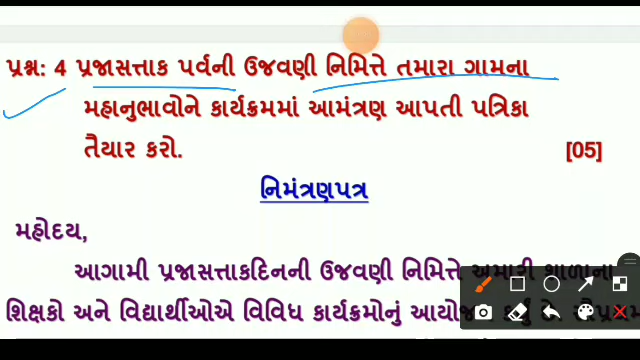 પ્રશ્ન: 4 પ્રજાસત્તાક પર્વની ઉજવણી નિમિત્તે તમારા ગામના
મહાનુભાવોને કાર્યક્રમમાં આમંત્રણ આપતી પત્રિકા
તૈયાર કરો. [05]
નિમંત્રણપત્ર
મહોદય,
આગામી પ્રજાસત્તાકદિનની ઉજવણી નિમિત્તે અમારી શાળાના
શિક્ષકો અને વિદ્યાર્થીઓએ વિવિધ કાર્યક્રમોનું